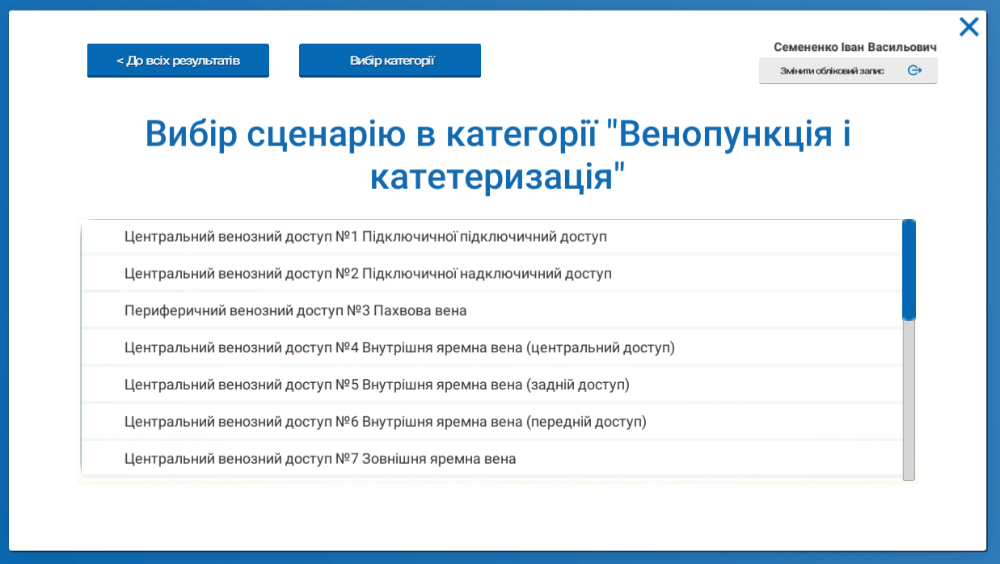 < До всіх результатів
Вибір категорії
Семененко Іван Васильович
Змінити обліковий запис
Вибір сценарію в категорії "Венопункція і
катетеризація"
Центральний венозний доступ №1 Підключичної підключичний доступ
Центральний венозний доступ №2 Підключичної надключичний доступ
Периферичний венозний доступ №3 Пахвова вена
Центральний венозний доступ №4 Внутрішня яремна вена (центральний доступ)
Центральний венозний доступ №5 Внутрішня яремна вена (задній доступ)
Центральний венозний доступ №6 Внутрішня яремна вена (передній доступ)
Центральний венозний доступ №7 Зовнішня яремна вена